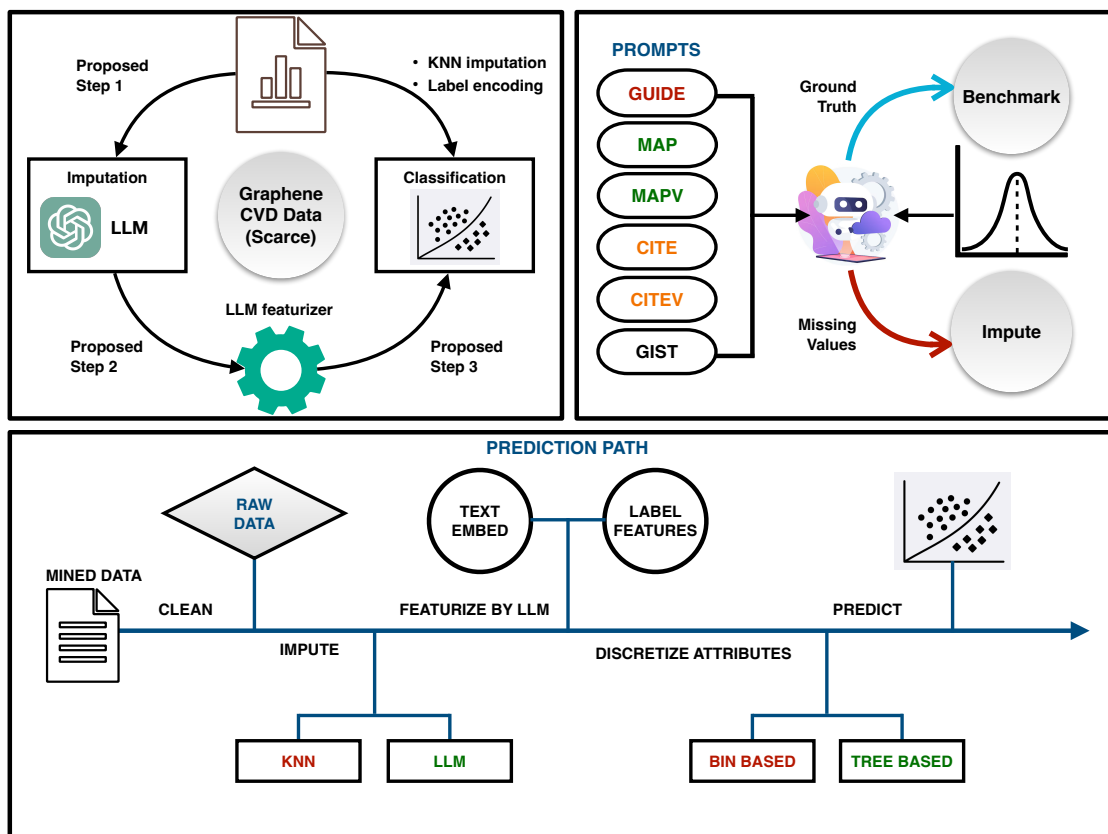 Proposed
Step 1
• KNN imputation
• Label encoding
Imputation
LLM
Graphene
CVD Data
(Scarce)
Classification
LLM featurizer
Proposed
Step 2
Proposed
Step 3
PROMPTS
GUIDE
MAP
MAPV
CITE
CITEV
GIST
Ground
Truth
Benchmark
Missing
Values
Impute
PREDICTION PATH
RAW
DATA
TEXT
EMBED
LABEL
FEATURES
MINED DATA
CLEAN
FEATURIZE BY LLM
PREDICT
IMPUTE
DISCRETIZE ATTRIBUTES
KNN
LLM
BIN BASED
TREE BASED